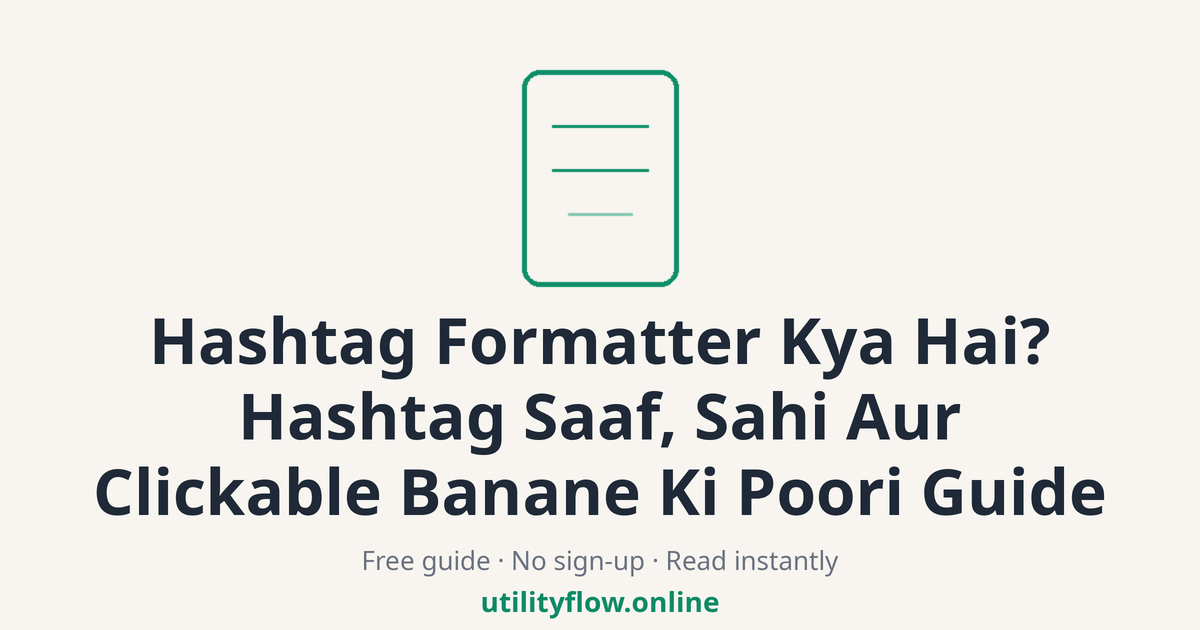 Hashtag Formatter Kya Hai?
Hashtag Saaf, Sahi Aur
Clickable Banane Ki Poori Guide
Free guide · No sign-up · Read instantly
utilityflow.online